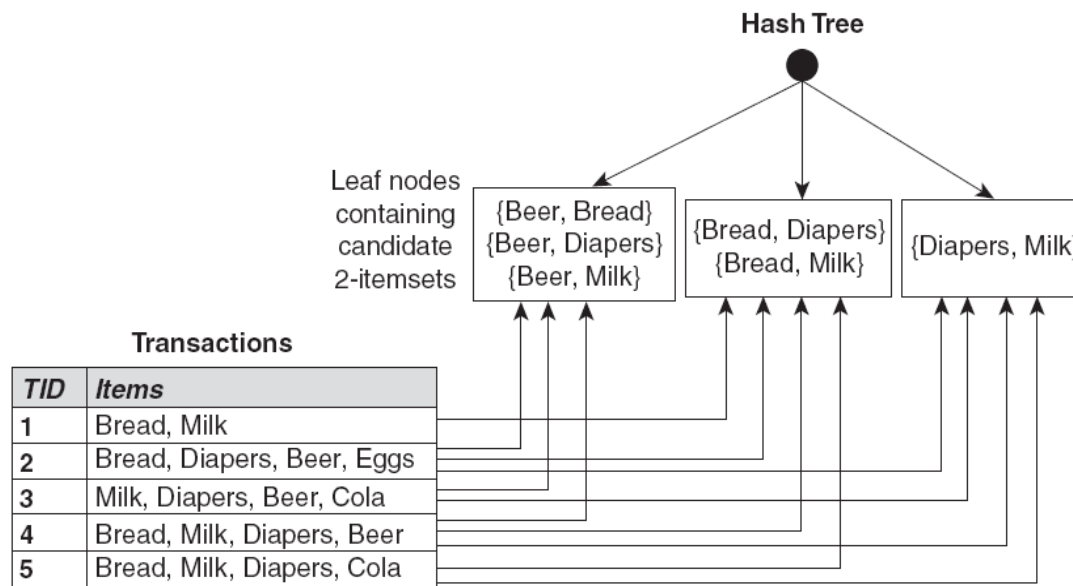 Hash Tree
Leaf nodes
containing
candidate
2-itemsets
{Beer, Bread}
{Beer, Diapers}
{Beer, Milk}
{Bread, Diapers}
{Bread, Milk}
{Diapers, Milk}
Transactions
TID Items
1 Bread, Milk
2 Bread, Diapers, Beer, Eggs
3 Milk, Diapers, Beer, Cola
4 Bread, Milk, Diapers, Beer
5 Bread, Milk, Diapers, Cola